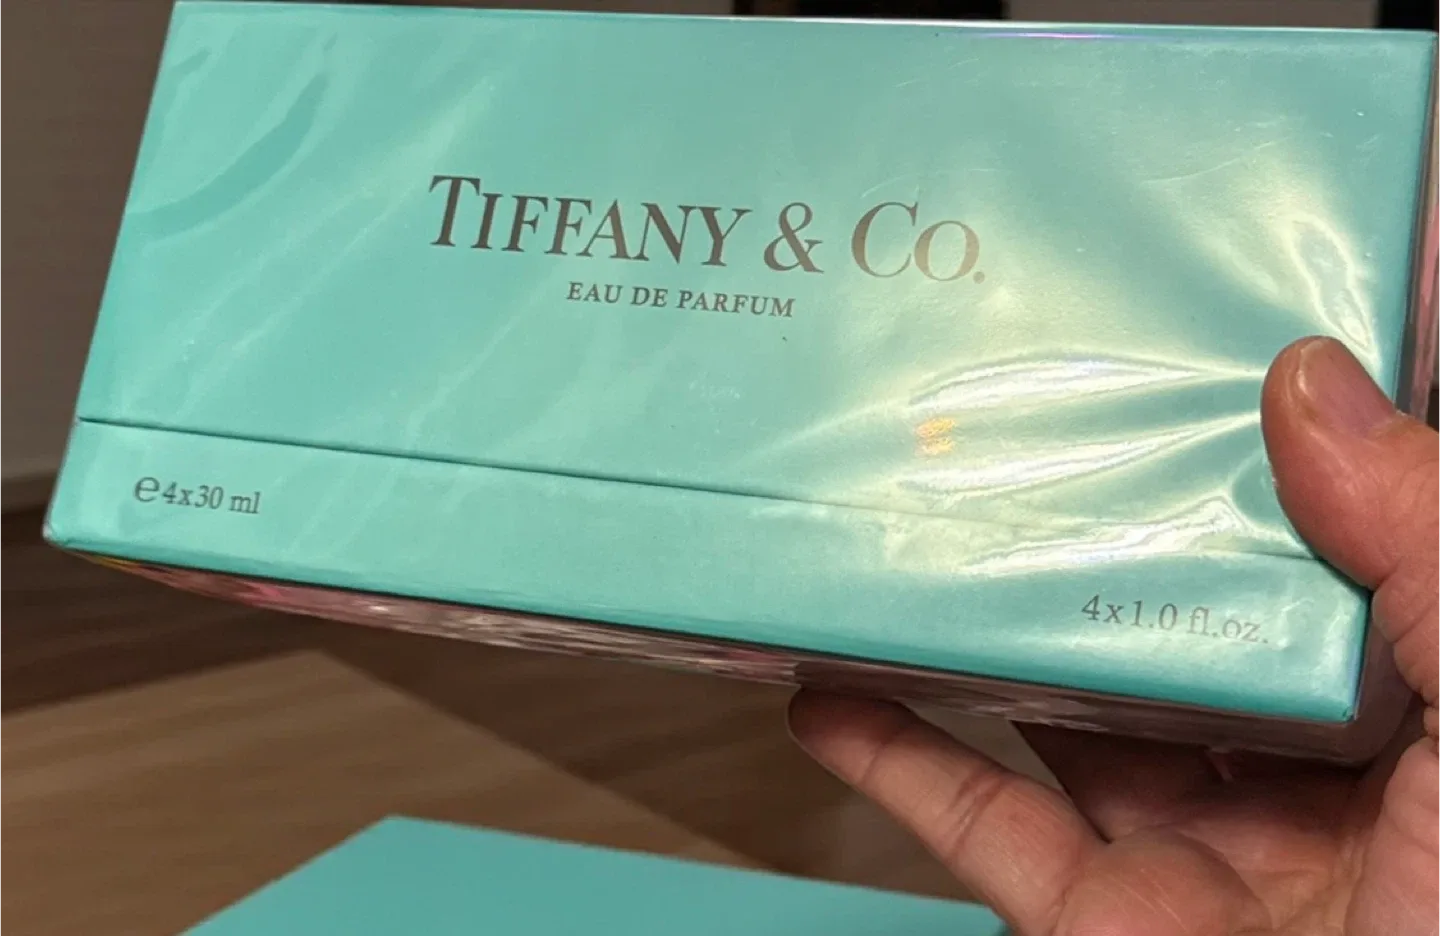 TIFFANY & CO.
EAU DE PARFUM
℮4x30 ml
4x1.0 fl.oz.